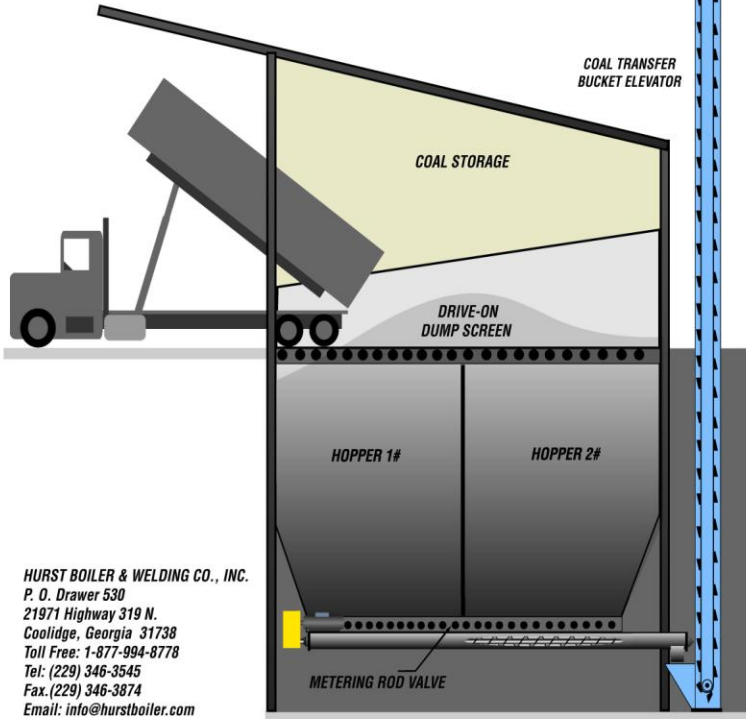 COAL TRANSFER
BUCKET ELEVATOR
COAL STORAGE
DRIVE-ON
DUMP SCREEN
HOPPER 1#
HOPPER 2#
HURST BOILER & WELDING CO., INC.
P. O. Drawer 530
21971 Highway 319 N.
Coolidge, Georgia 31738
Toll Free: 1-877-994-8778
Tel: (229) 346-3545
Fax.(229) 346-3874
Email: info@hurstboiler.com
METERING ROD VALVE